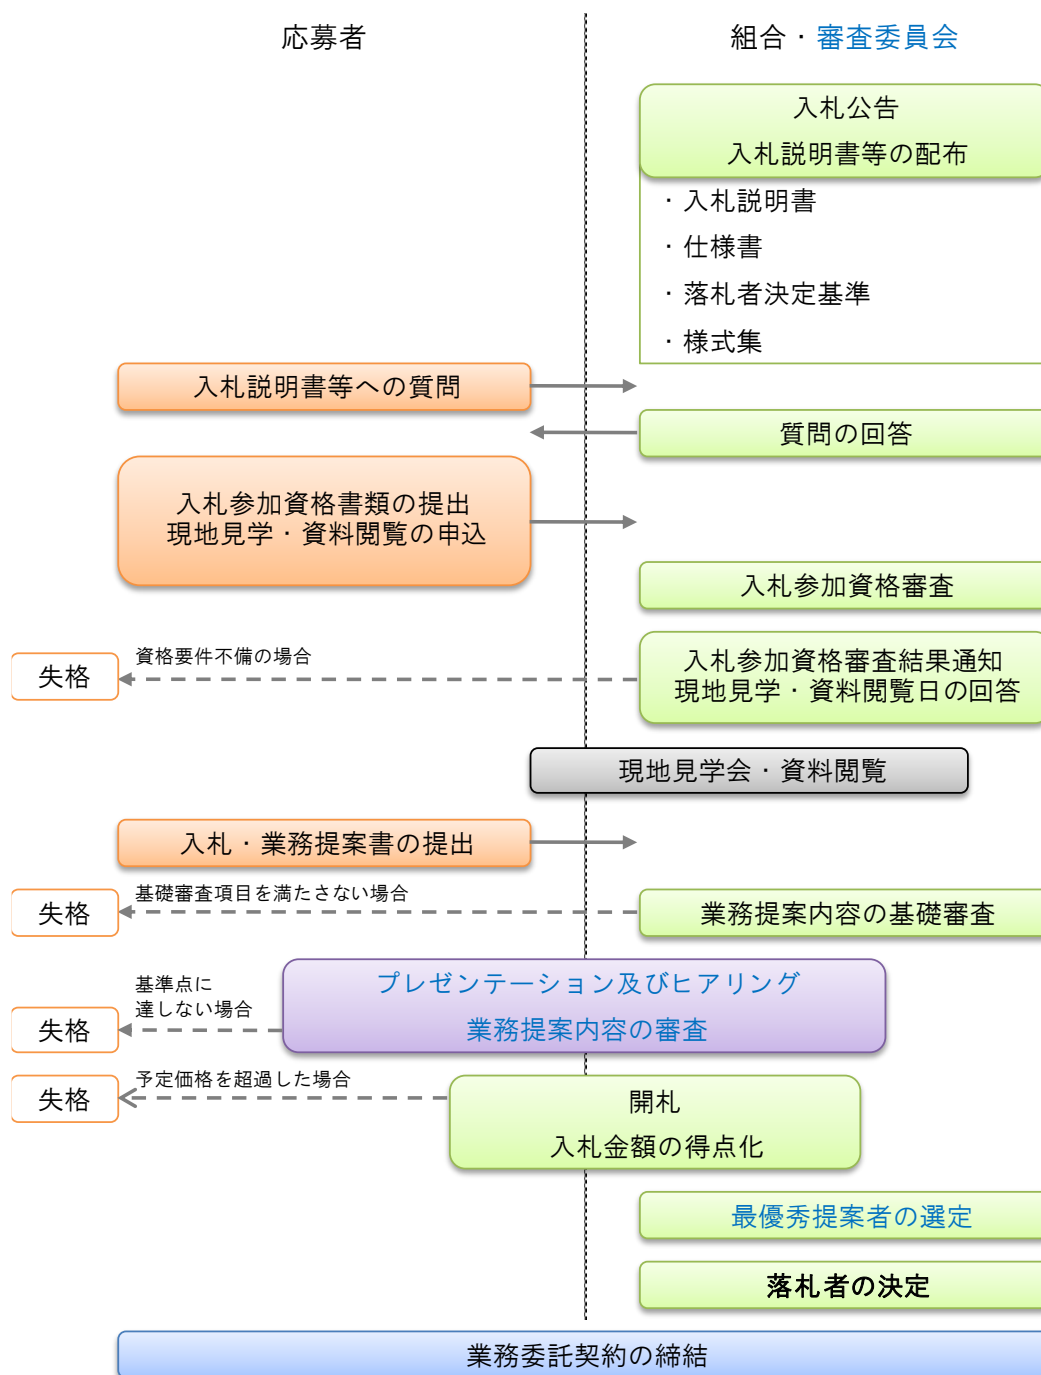 応募者
組合・審査委員会
入札公告
入札説明書等の配布
・入札説明書
・仕様書
・落札者決定基準
・様式集
入札説明書等への質問
質問の回答
入札参加資格書類の提出
現地見学・資料閲覧の申込
入札参加資格審査
失格
資格要件不備の場合
入札参加資格審査結果通知
現地見学・資料閲覧日の回答
現地見学会・資料閲覧
入札・業務提案書の提出
失格
基礎審査項目を満たさない場合
業務提案内容の基礎審査
プレゼンテーション及びヒアリング
業務提案内容の審査
基準点に
達しない場合
失格
予定価格を超過した場合
失格
開札
入札金額の得点化
最優秀提案者の選定
落札者の決定
業務委託契約の締結